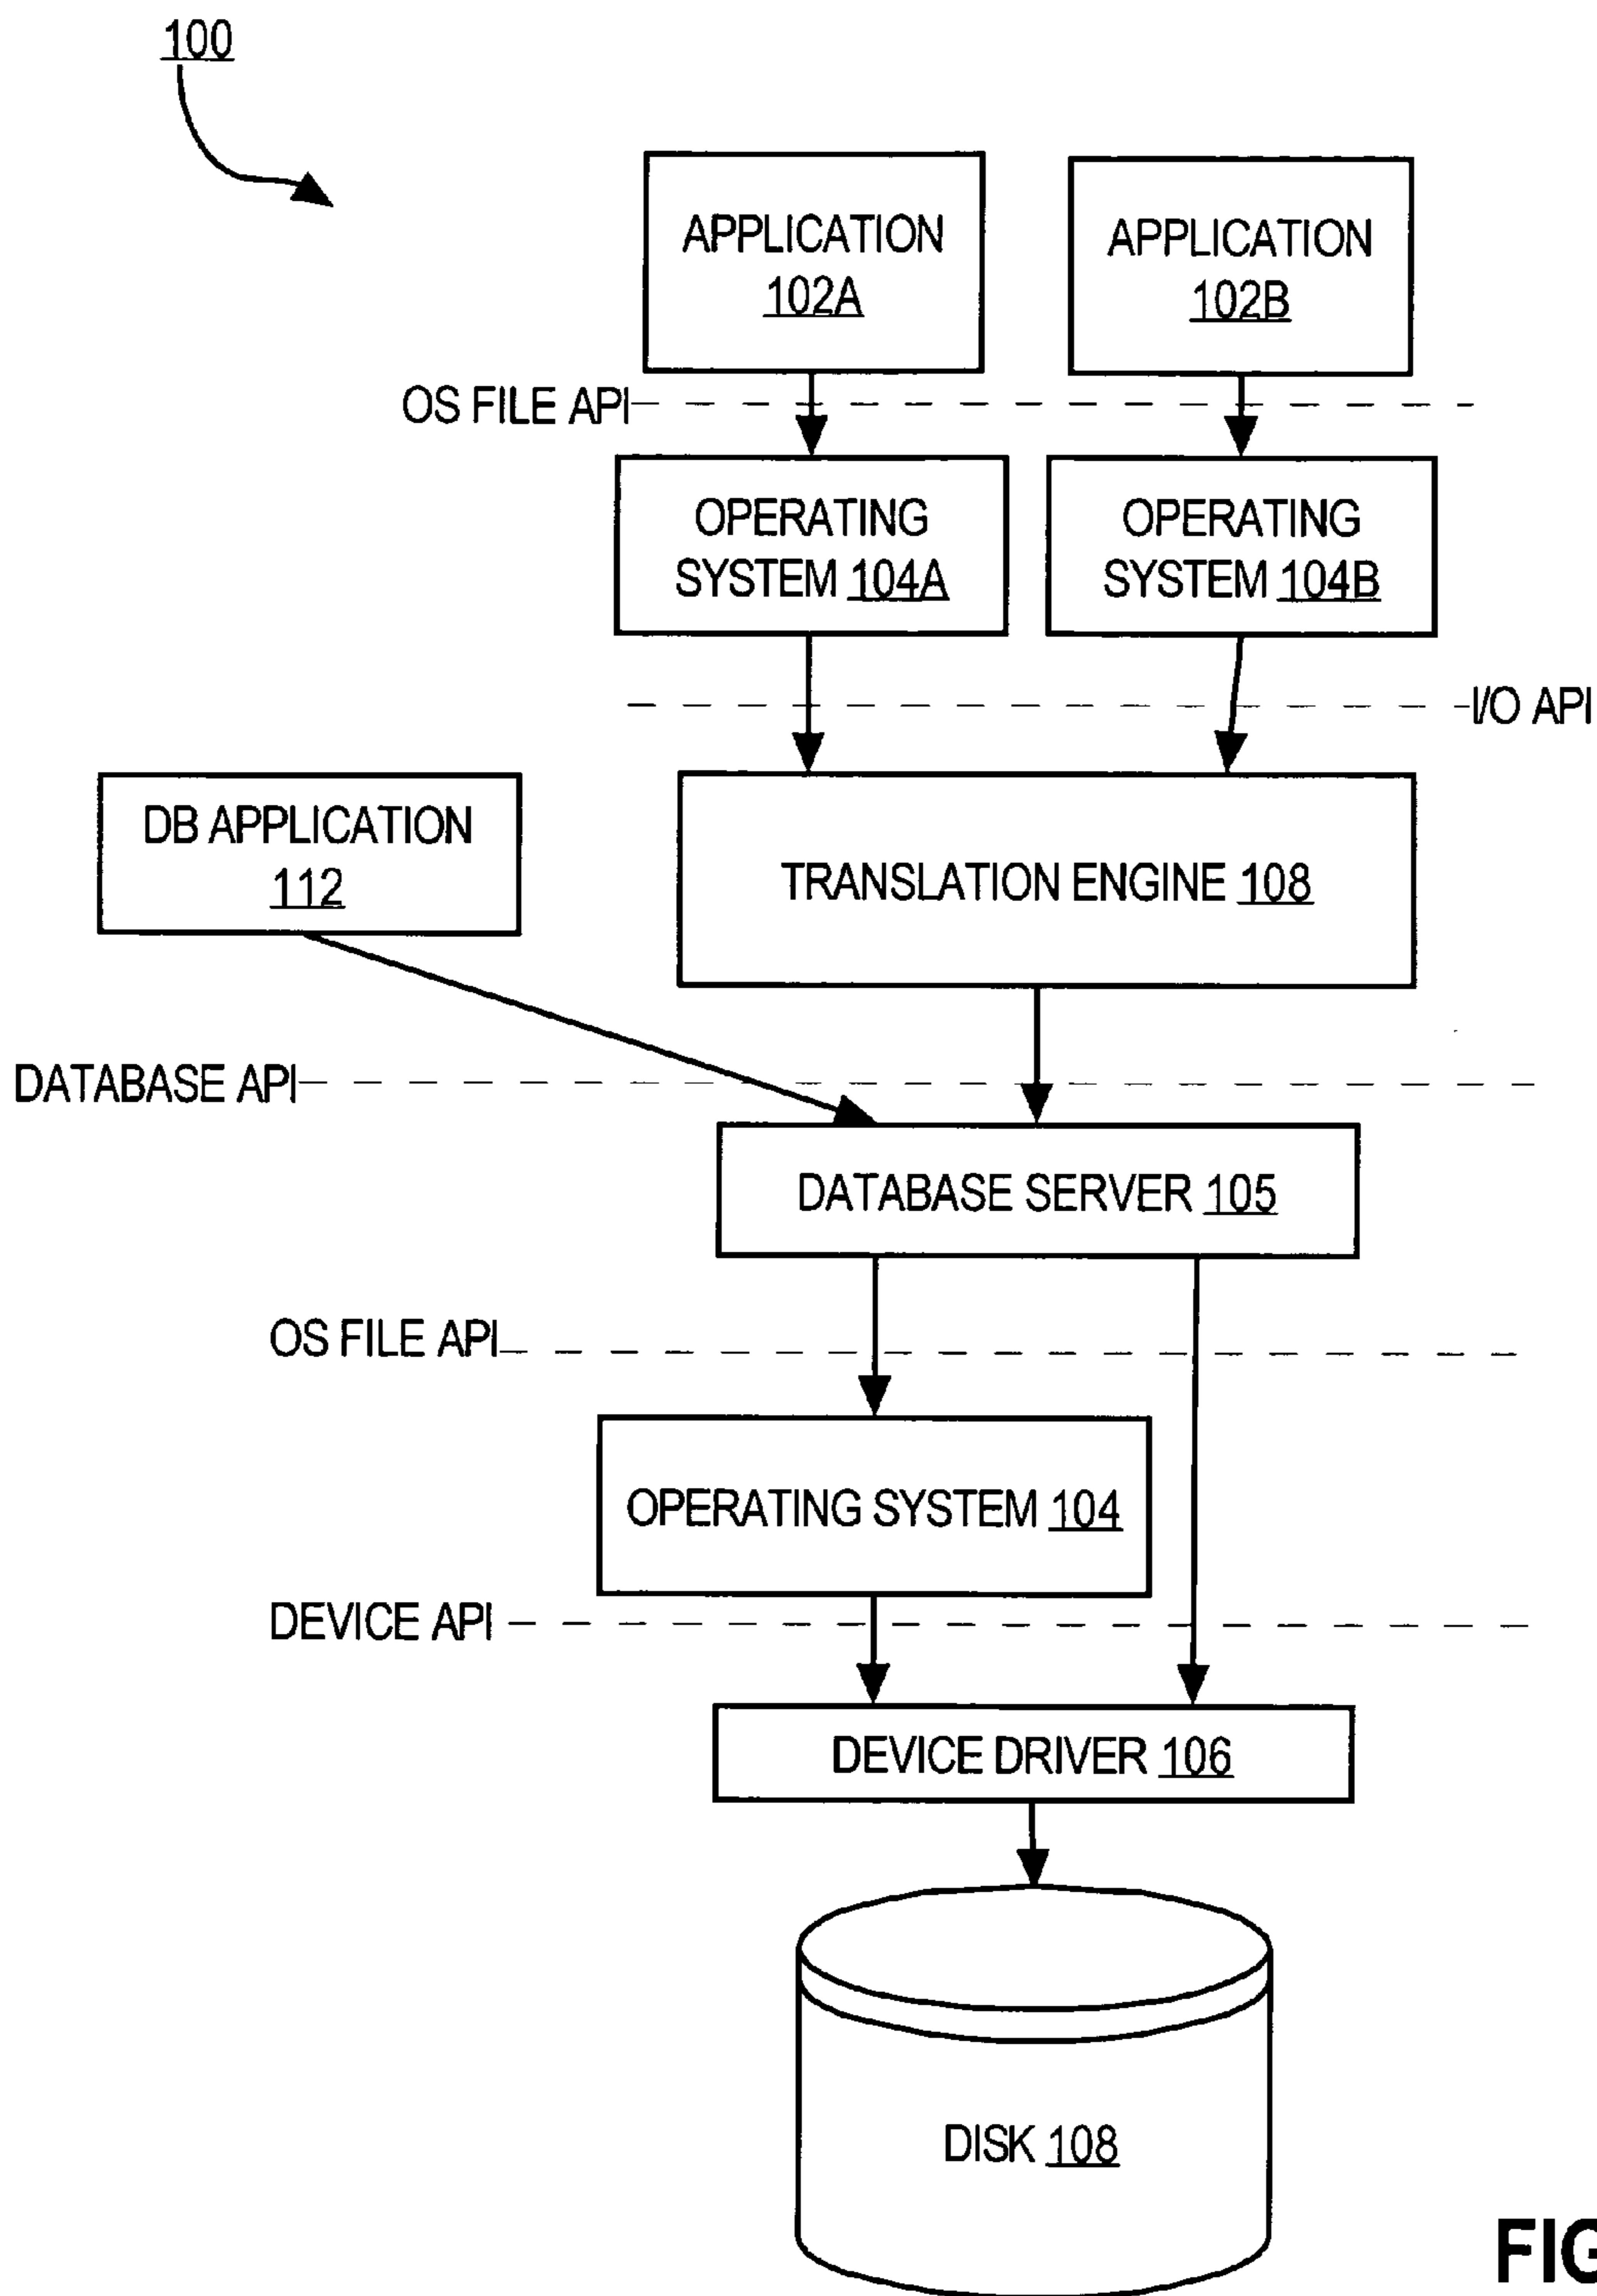 100
APPLICATION
102A
APPLICATION
102B
OS FILE API
OPERATING
SYSTEM 104A
OPERATING
SYSTEM 104B
I/O API
DB APPLICATION
112
TRANSLATION ENGINE 108
DATABASE API
DATABASE SERVER 105
OS FILE API
OPERATING SYSTEM 104
DEVICE API
DEVICE DRIVER 106
DISK 108